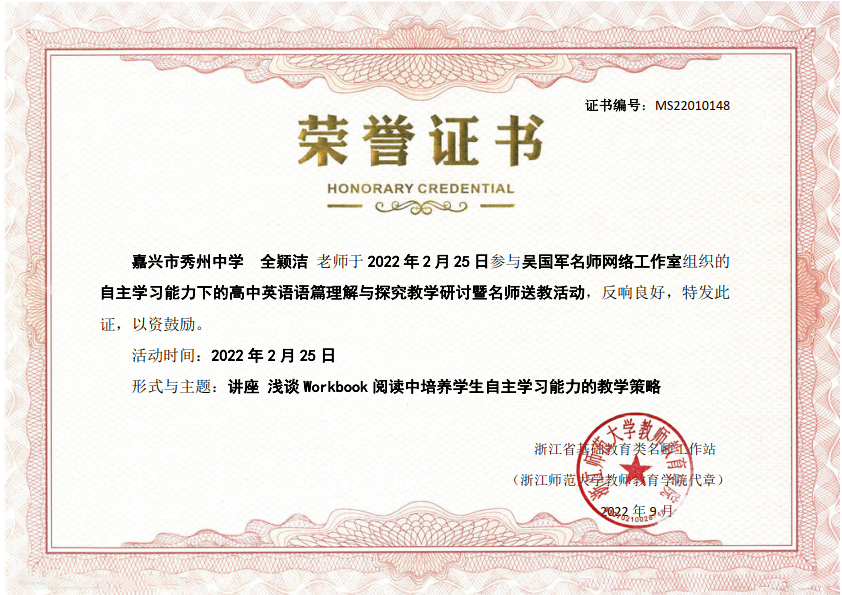 证书编号：MS22010148
荣誉证书
HONORARY CREDENTIAL
嘉兴市秀州中学 全颖洁 老师于 2022 年 2 月 25 日参与吴国军名师网络工作室组织的
自主学习能力下的高中英语语篇理解与探究教学研讨暨名师送教活动，反响良好，特发此
证，以资鼓励。
活动时间：2022 年 2 月 25 日
形式与主题：讲座 浅谈 Workbook 阅读中培养学生自主学习能力的教学策略
浙江省基础教育类名师工作站
（浙江师范大学教师教育学院代章）
2022 年 9 月
浙江师范大学教师教育学院